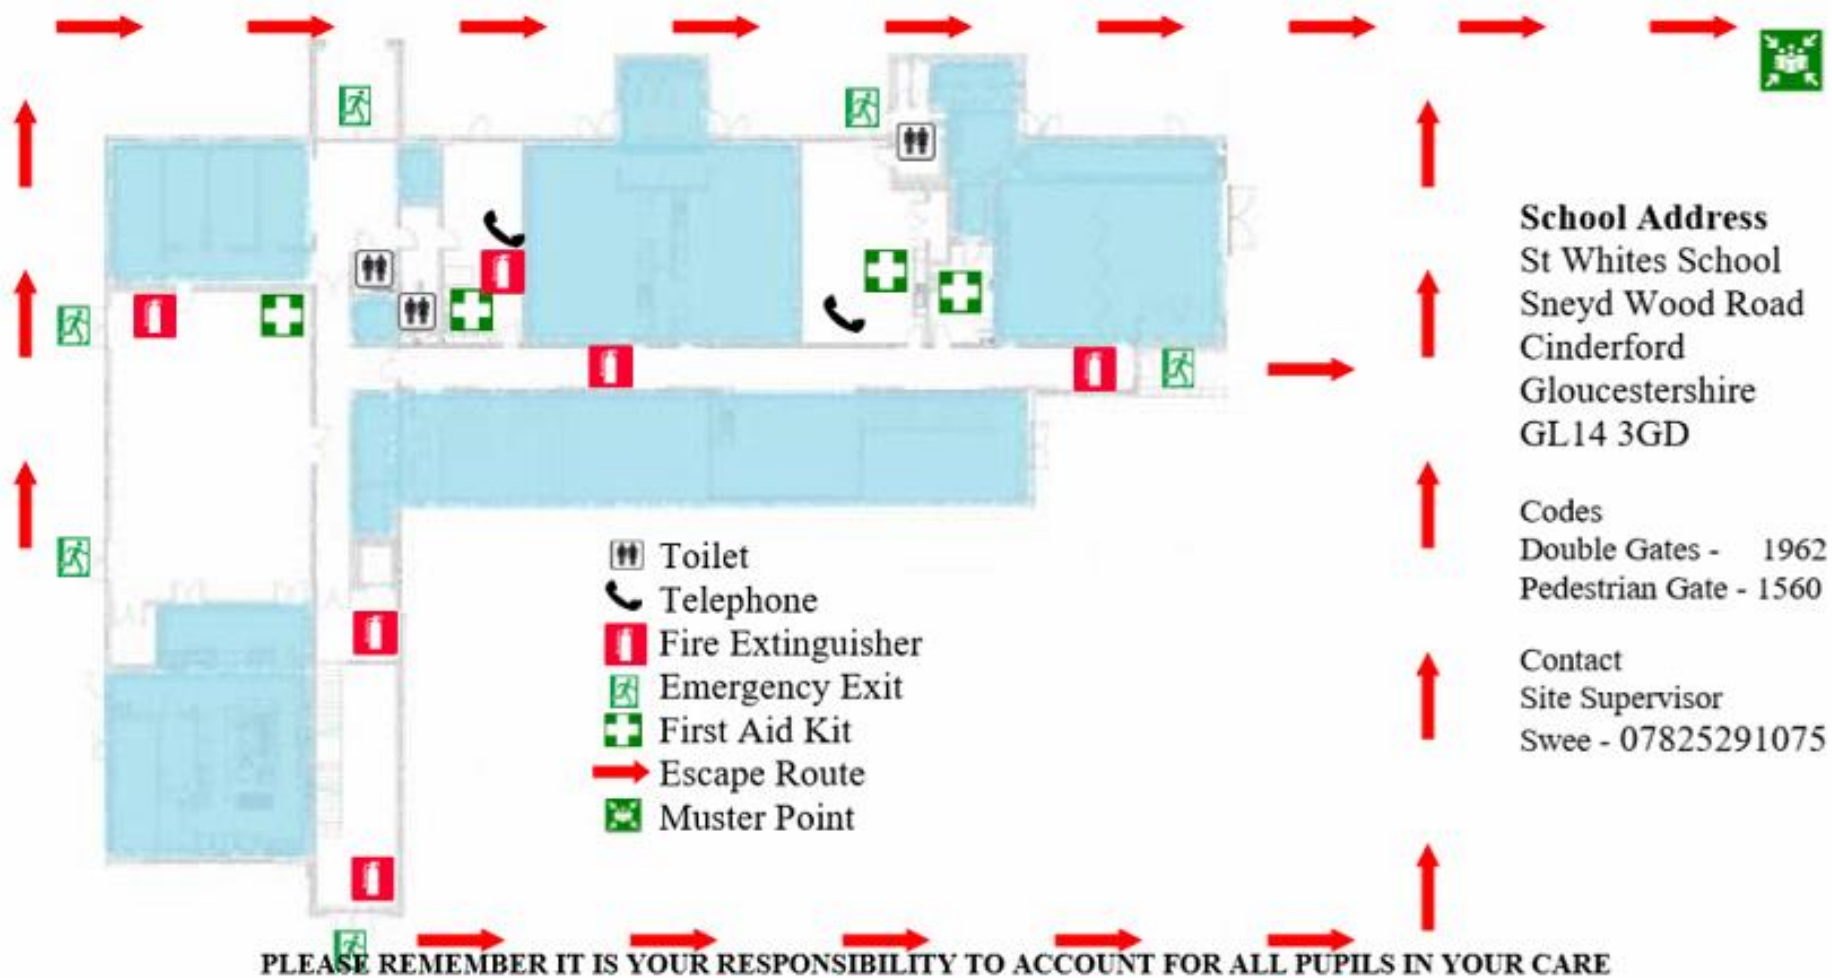 School Address
St Whites School
Sneyd Wood Road
Cinderford
Gloucestershire
GL14 3GD
Codes
Double Gates - 1962
Pedestrian Gate - 1560
Contact
Site Supervisor
Swee - 07825291075
Toilet
Telephone
Fire Extinguisher
Emergency Exit
First Aid Kit
Escape Route
Muster Point
PLEASE REMEMBER IT IS YOUR RESPONSIBILITY TO ACCOUNT FOR ALL PUPILS IN YOUR CARE